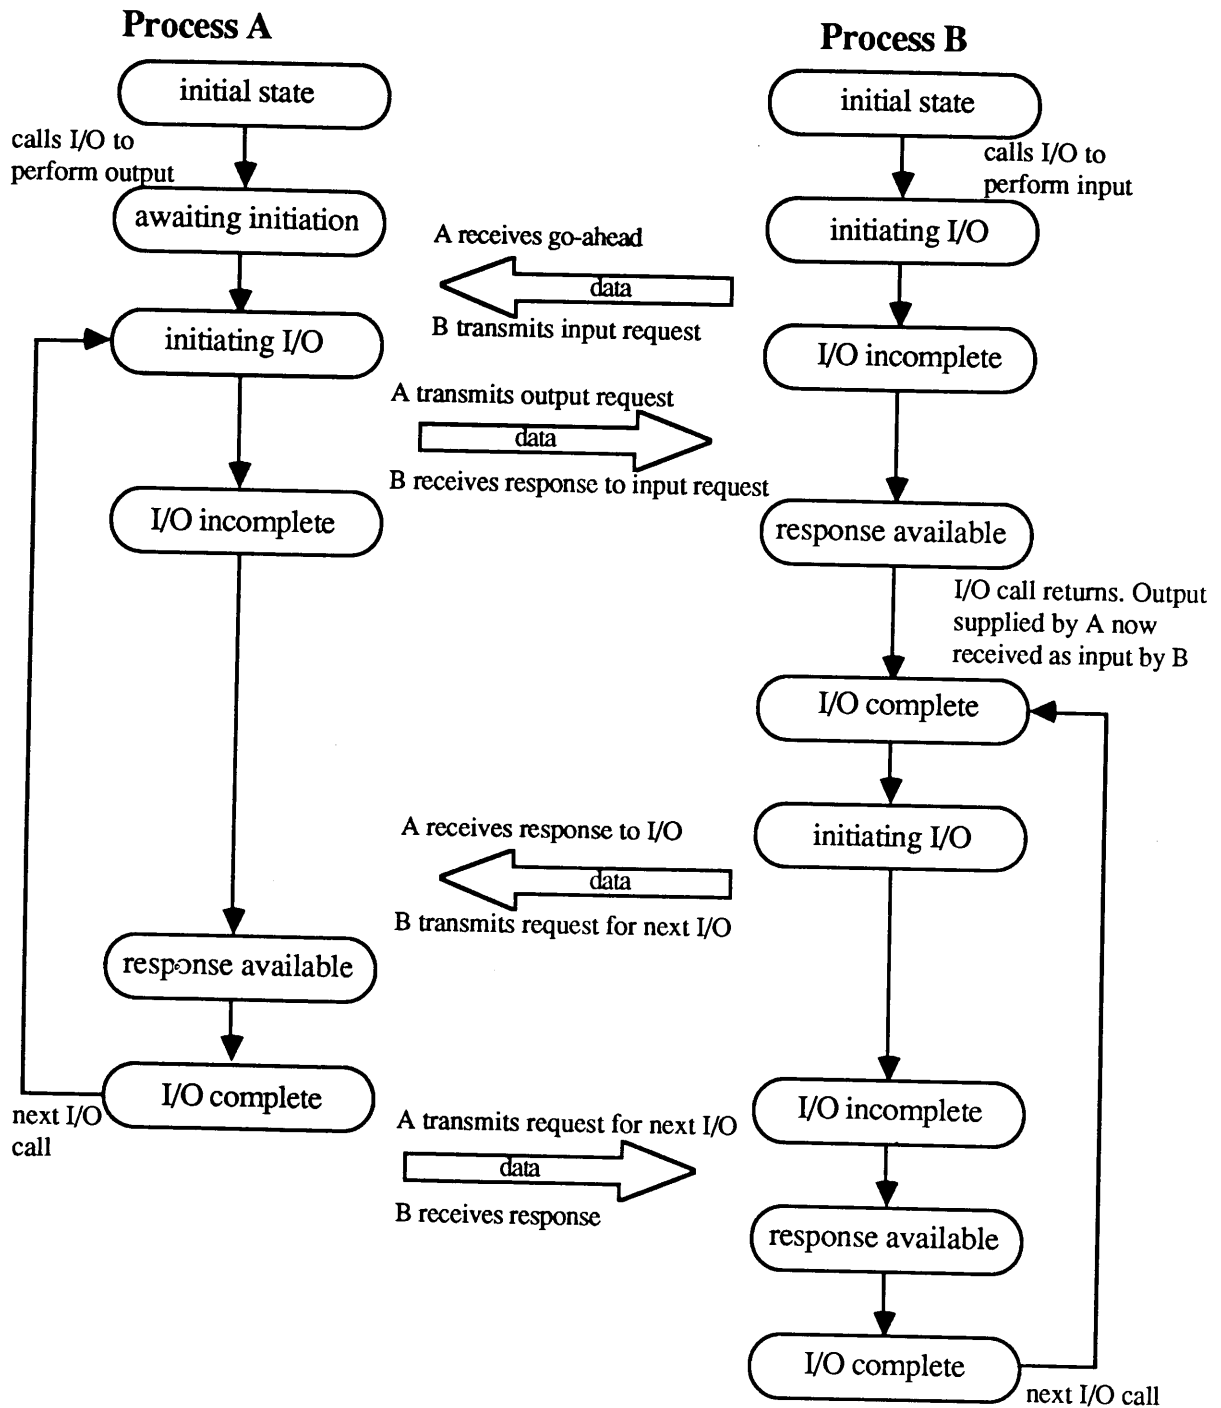 Process A
Process B
initial state
initial state
calls I/O to
perform output
calls I/O to
perform input
awaiting initiation
initiating I/O
A receives go-ahead
data
B transmits input request
initiating I/O
I/O incomplete
A transmits output request
data
B receives response to input request
I/O incomplete
response available
I/O call returns. Output
supplied by A now
received as input by B
I/O complete
A receives response to I/O
data
B transmits request for next I/O
initiating I/O
response available
I/O complete
next I/O
call
A transmits request for next I/O
data
B receives response
I/O incomplete
response available
I/O complete
next I/O call